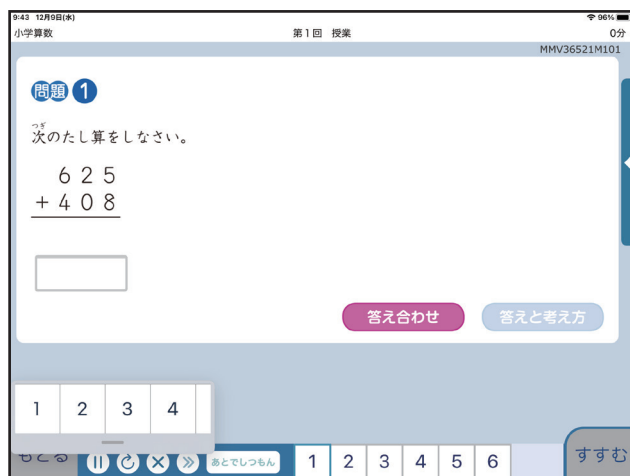 9:43 12月9日(水) 96%
小学算数 第1回 授業 0分
MMV36521M101
問題 1
つぎ
次のたし算をしなさい。
625
+408
答え合わせ 答えと考え方
1 2 3 4
もどる あとでしつもん 1 2 3 4 5 6 すすむ